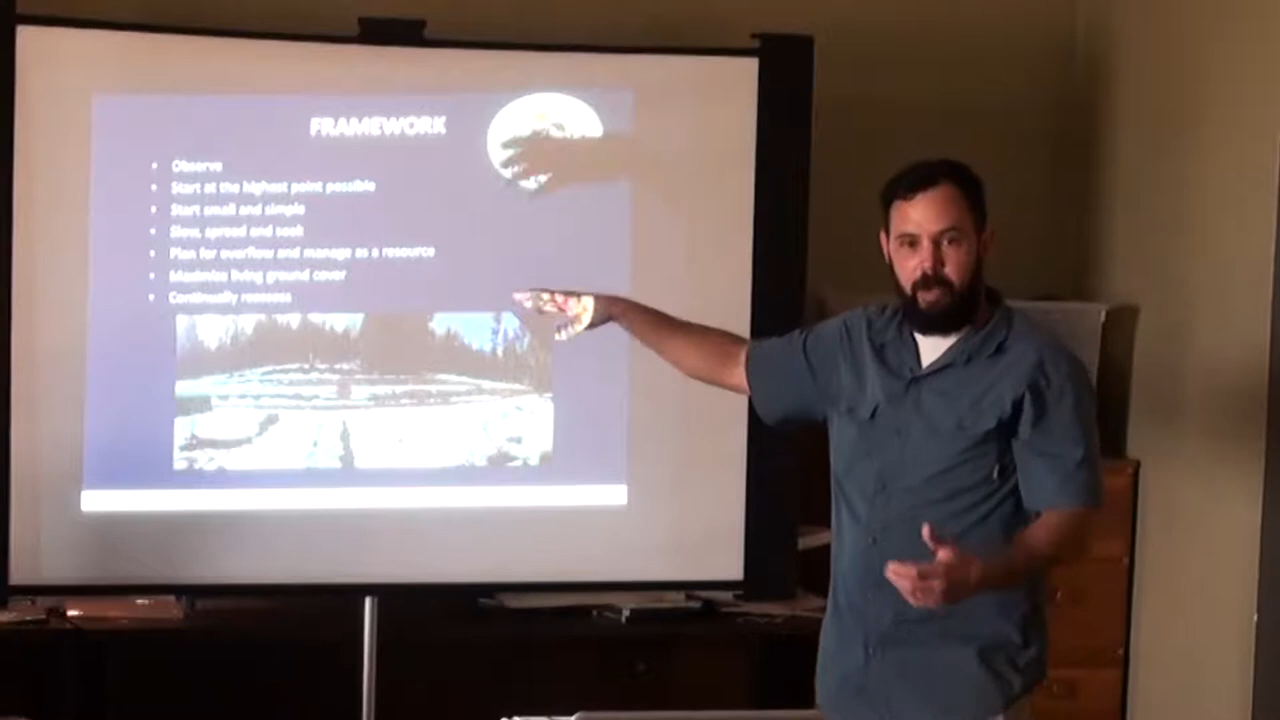 FRAMEWORK
• Observe
• Start at the highest point possible
• Start small and simple
• Slow, spread and soak
• Plan for overflow and manage as a resource
• Maximize living ground cover
• Continually reassess